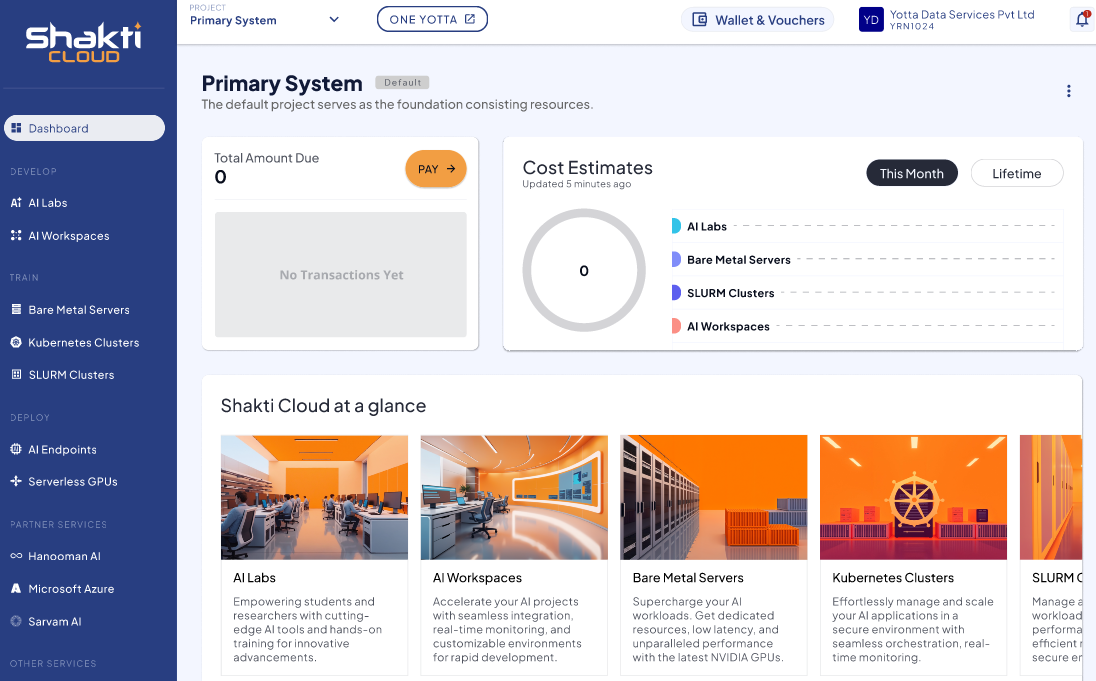 Shakti
CLOUD
Dashboard
DEVELOP
AI Labs
AI Workspaces
TRAIN
Bare Metal Servers
Kubernetes Clusters
SLURM Clusters
DEPLOY
AI Endpoints
Serverless GPUs
PARTNER SERVICES
Hanooman AI
Microsoft Azure
Sarvam AI
OTHER SERVICES
PROJECT
Primary System
ONE YOTTA
Wallet & Vouchers
YD
Yotta Data Services Pvt Ltd
YRN1024
1
Primary System
Default
The default project serves as the foundation consisting resources.
Total Amount Due
0
PAY
No Transactions Yet
Cost Estimates
Updated 5 minutes ago
This Month
Lifetime
0
AI Labs
Bare Metal Servers
SLURM Clusters
AI Workspaces
Shakti Cloud at a glance
AI Labs
Empowering students and
researchers with cutting-
edge AI tools and hands-on
training for innovative
advancements.
AI Workspaces
Accelerate your AI projects
with seamless integration,
real-time monitoring, and
customizable environments
for rapid development.
Bare Metal Servers
Supercharge your AI
workloads. Get dedicated
resources, low latency, and
unparalleled performance
with the latest NVIDIA GPUs.
Kubernetes Clusters
Effortlessly manage and scale
your AI applications in a
secure environment with
seamless orchestration, real-
time monitoring.
SLURM C
Manage a
workload
performa
efficient r
secure en